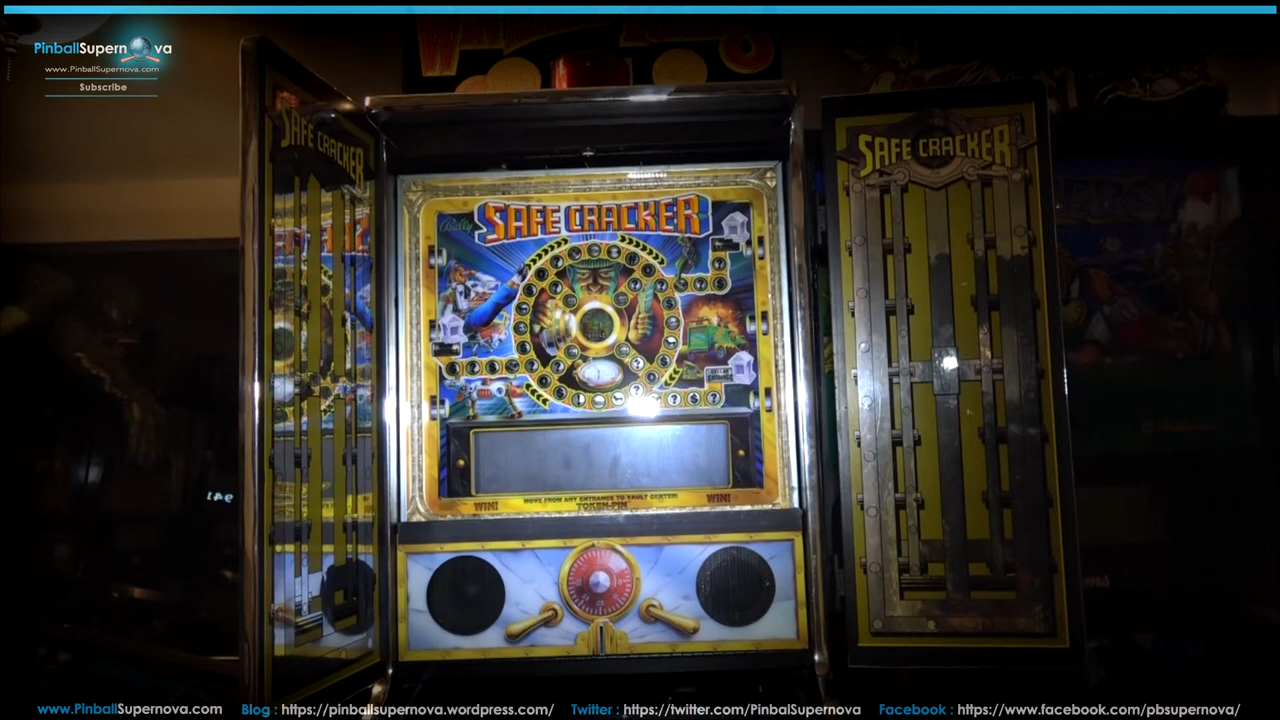 PinballSupernova
www.PinballSupernova.com
Subscribe
SAFE CRACKER
SAFE CRACKER
Bally
SAFE CRACKER
WIN!
MOVE FROM ANY ENTRANCE TO VAULT CENTER!
WIN!
TOKEN-PIN
941
www.PinballSupernova.com
Blog : https://pinballsupernova.wordpress.com/
Twitter : https://twitter.com/PinbalSupernova
Facebook : https://www.facebook.com/pbsupernova/